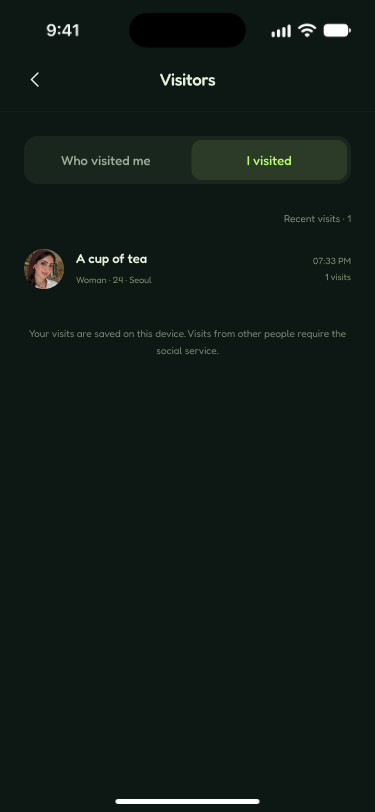 9:41
Visitors
Who visited me
I visited
Recent visits · 1
A cup of tea
07:33 PM
Woman · 24 · Seoul
1 visits
Your visits are saved on this device. Visits from other people require the
social service.